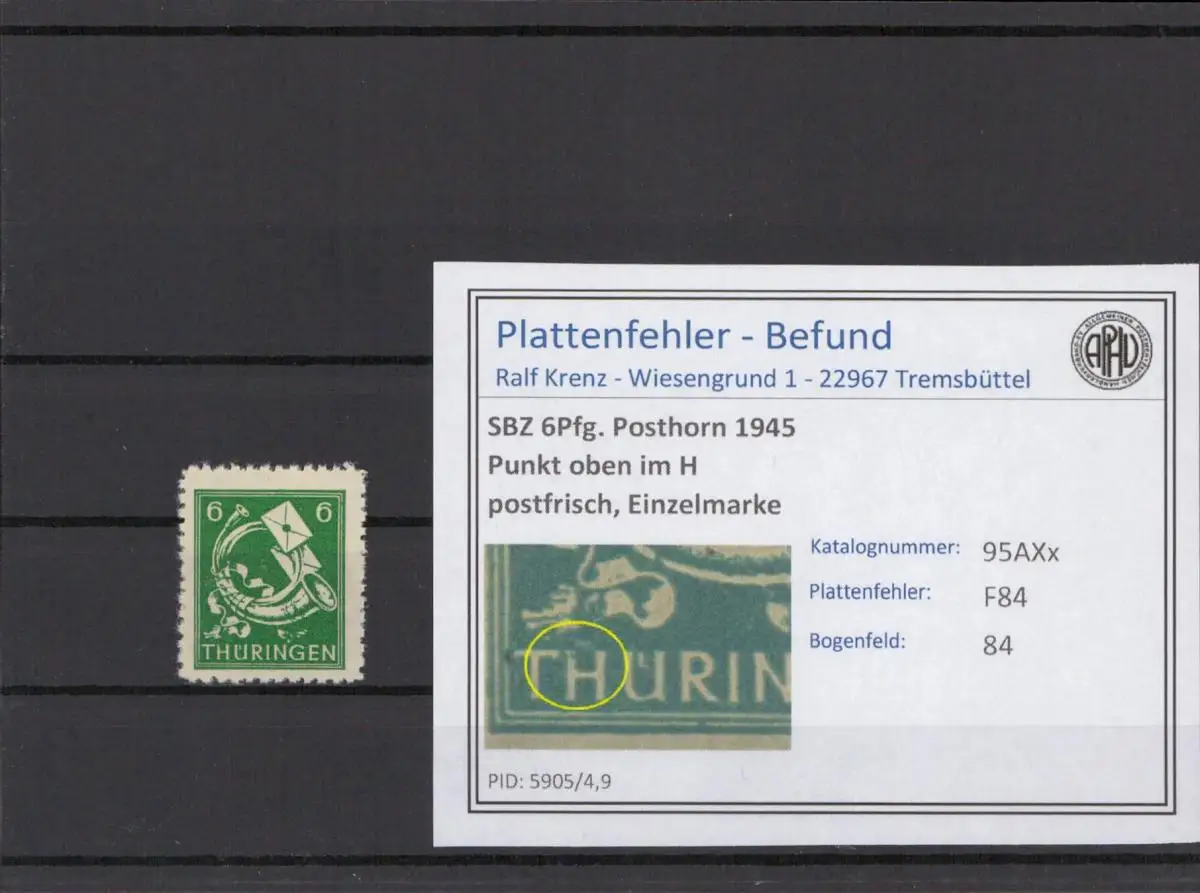 6 6
THÜRINGEN
Plattenfehler - Befund
Ralf Krenz - Wiesengrund 1 - 22967 Tremsbüttel
APHV
SBZ 6Pfg. Posthorn 1945
Punkt oben im H
postfrisch, Einzelmarke
Katalognummer: 95AXx
Plattenfehler: F84
Bogenfeld: 84
THÜRIN
PID: 5905/4,9